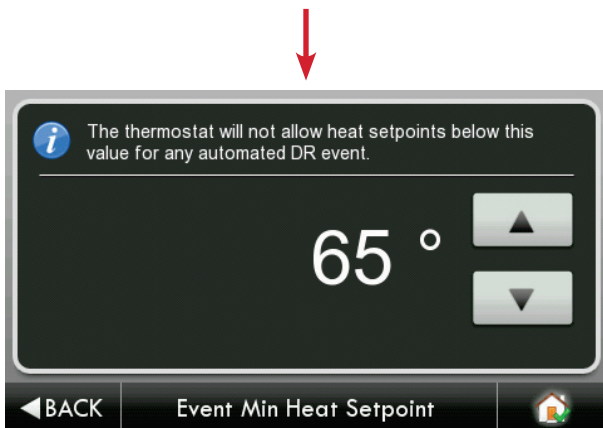 The thermostat will not allow heat setpoints below this
value for any automated DR event.
65 °
BACK
Event Min Heat Setpoint